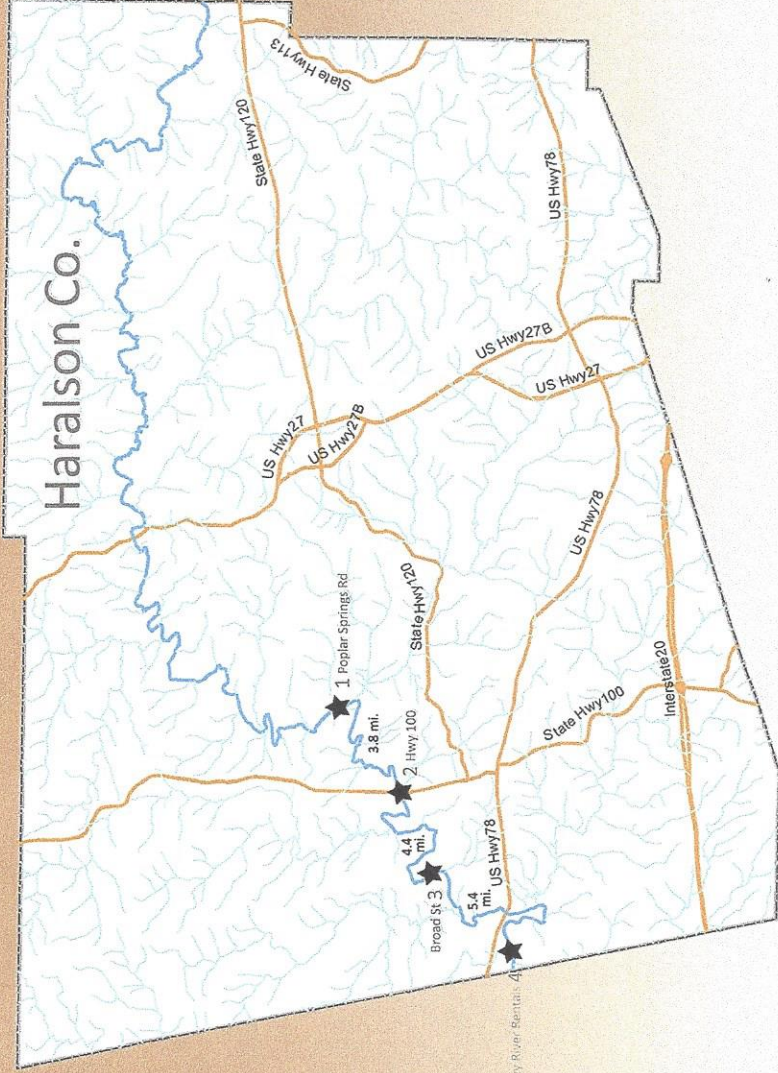 Haralson Co.
State Hwy113
State Hwy120
US Hwy78
US Hwy27B
US Hwy27
US Hwy27
US Hwy27B
US Hwy78
State Hwy120
1 Poplar Springs Rd
3.8 mi.
2 Hwy 100
State Hwy100
Interstate20
4.4
mi.
Broad St 3
US Hwy78
5.4
mi.
y River Rentals 4